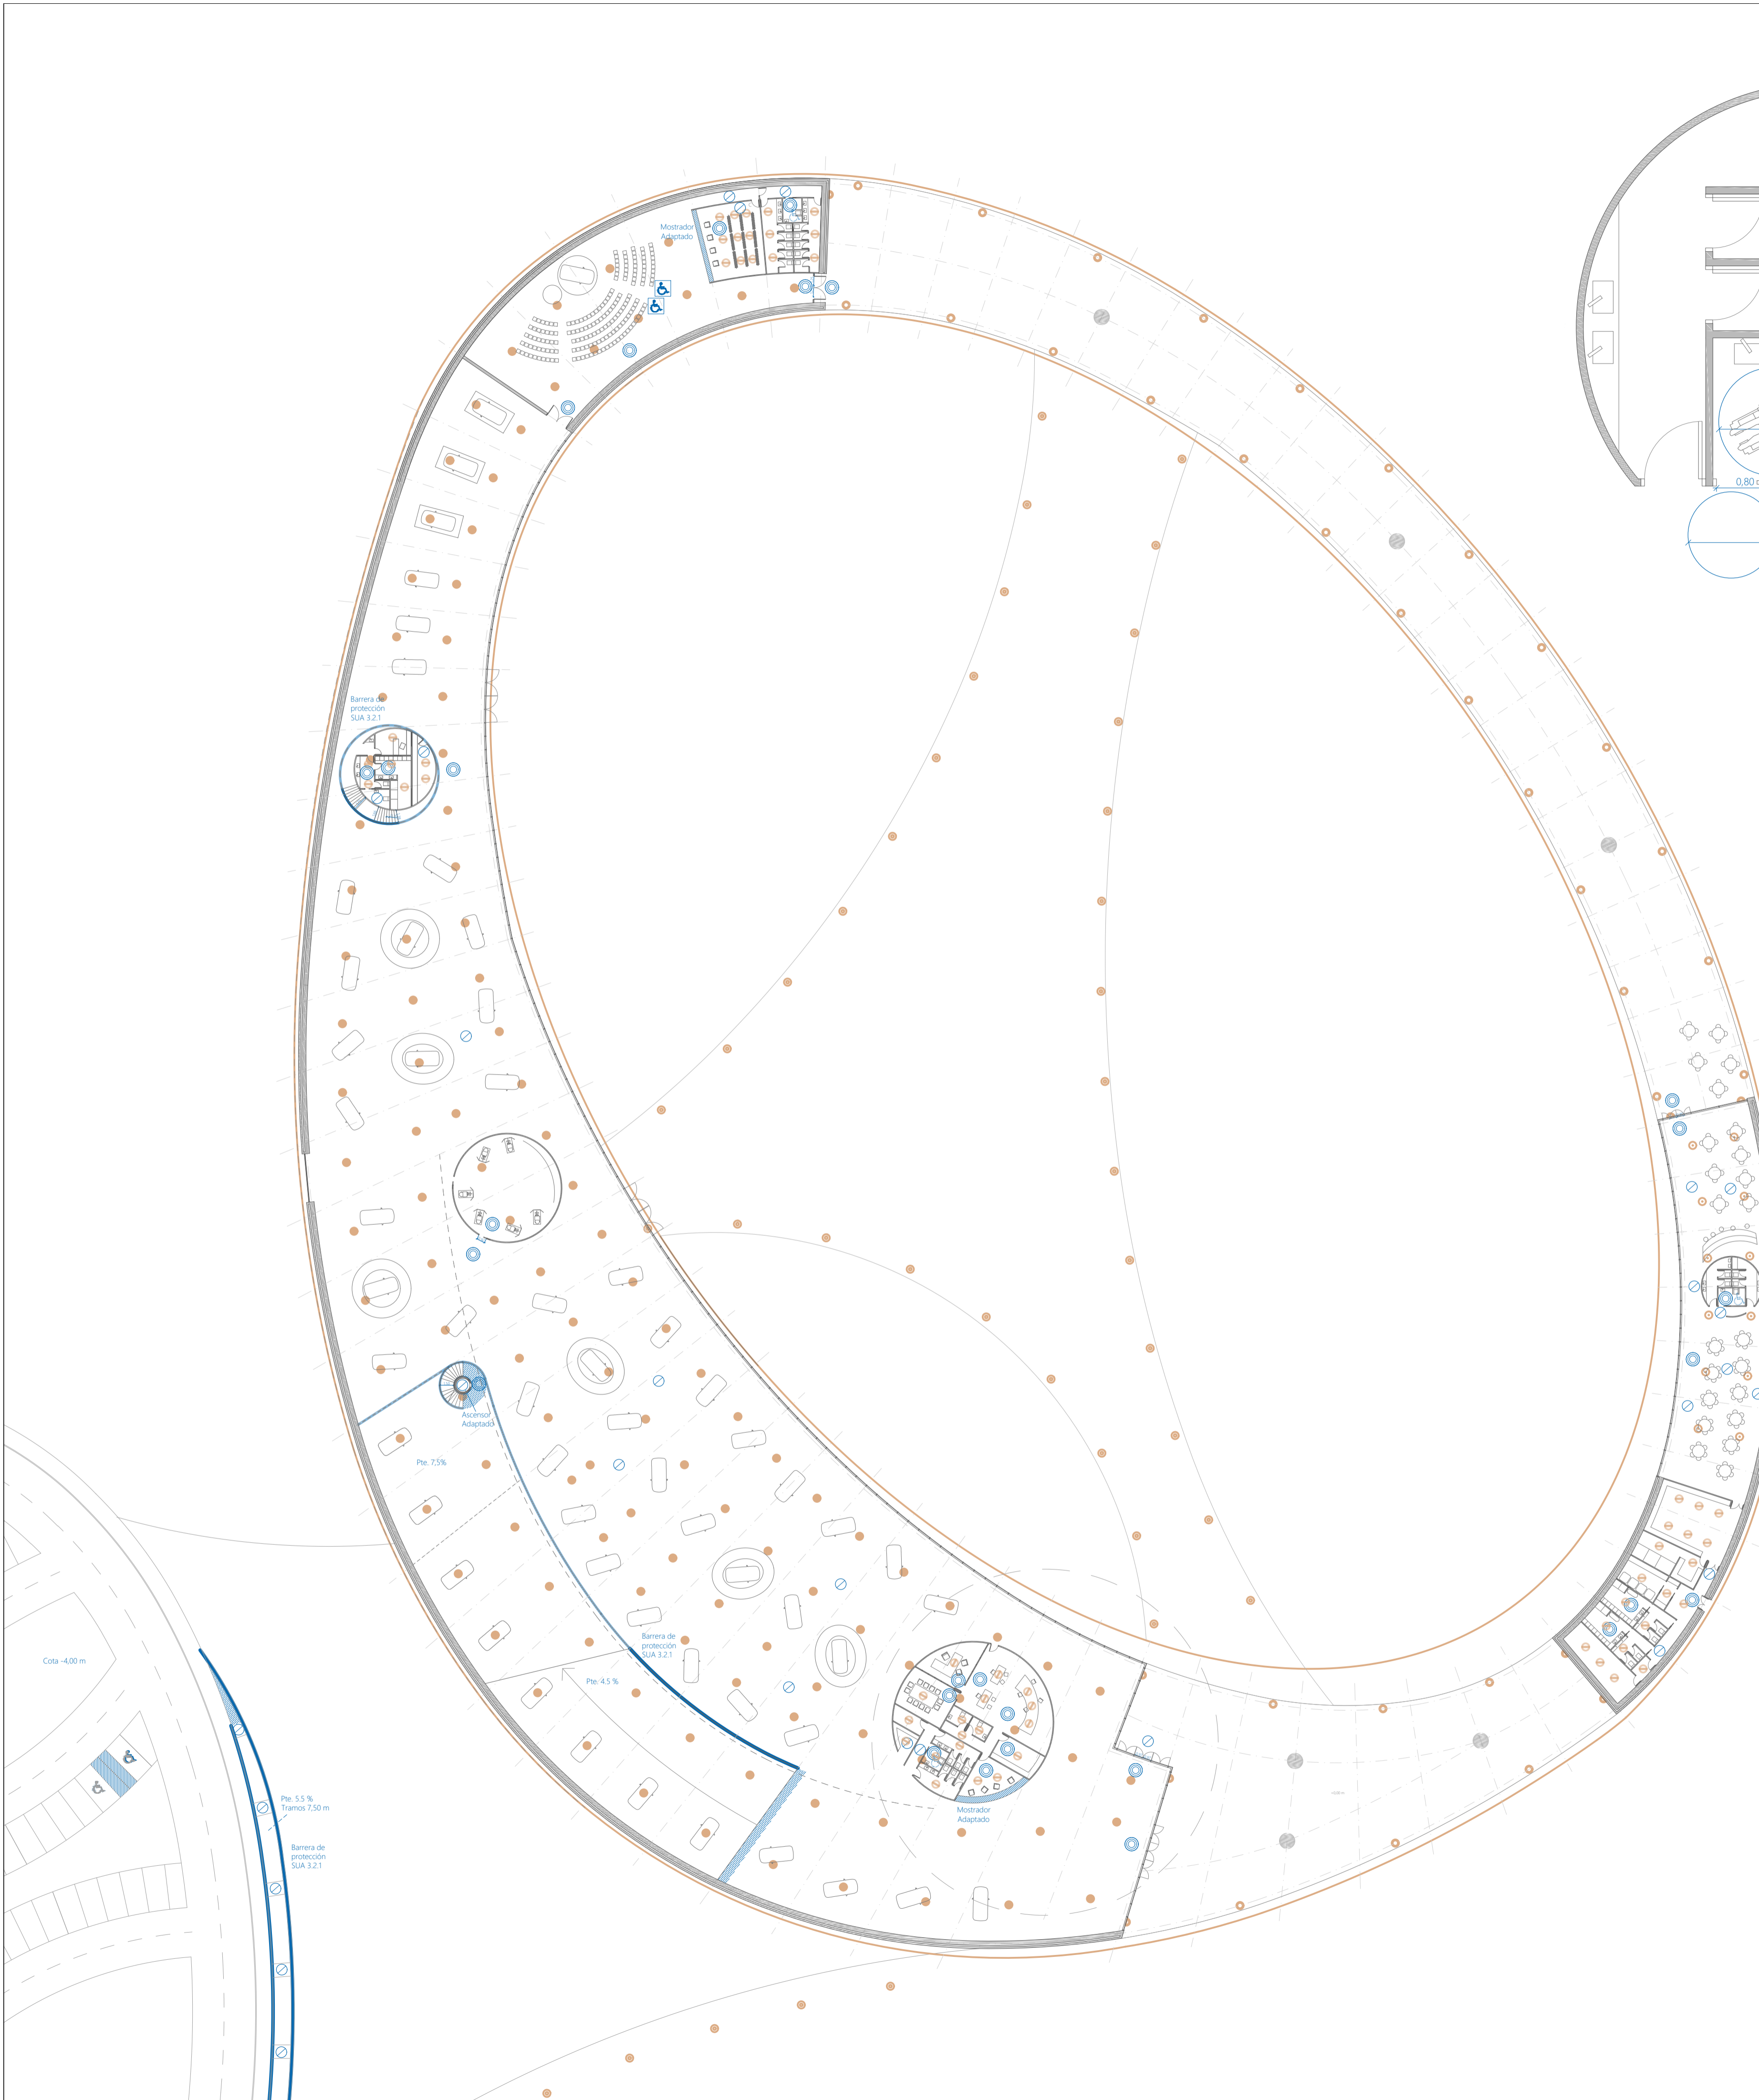 Mostrador
Adaptado
0,80
Barrera de
protección
SUA 3.2.1
Ascensor
Adaptado
Pte. 7,5%
Barrera de
protección
SUA 3.2.1
Pte. 4.5 %
Cota -4,00 m
Pte. 5.5 %
Tramos 7,50 m
Mostrador
Adaptado
Barrera de
protección
SUA 3.2.1